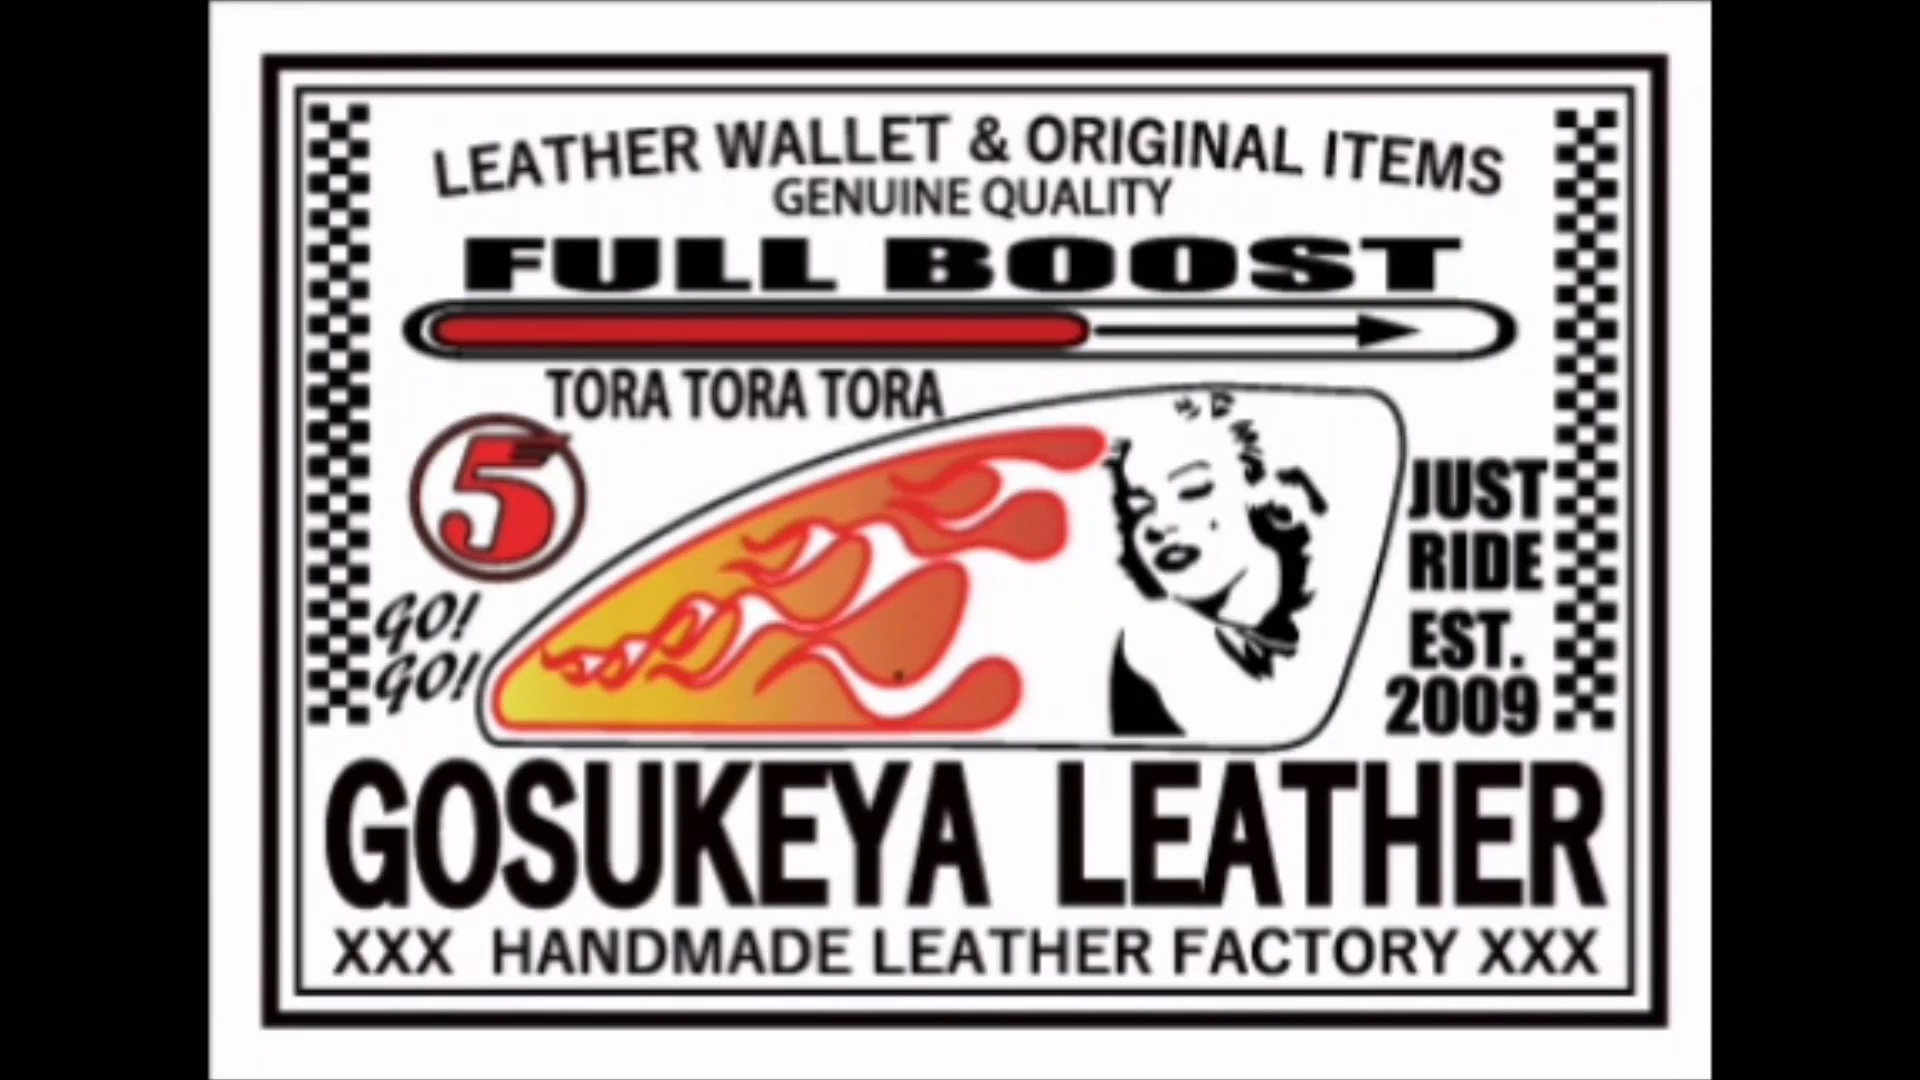 LEATHER WALLET & ORIGINAL ITEMS
GENUINE QUALITY
FULL BOOST
TORA TORA TORA
5
GO!
GO!
JUST
RIDE
EST.
2009
GOSUKEYA LEATHER
XXX HANDMADE LEATHER FACTORY XXX